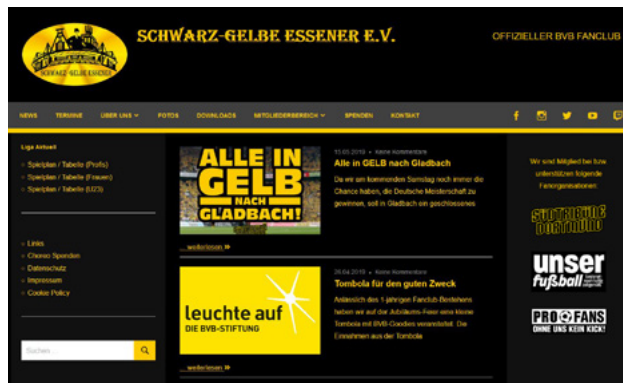 SCHWARZ-GELBE ESSENER E.V.
OFFIZIELLER BVB FANCLUB
SCHWARZ-GELBE ESSENER
NEWS TERMINE ÜBER UNS FOTOS DOWNLOADS MITGLIEDERBEREICH SPENDEN KONTAKT
Liga Aktuell
Spielplan / Tabelle (Profis)
Spielplan / Tabelle (Frauen)
Spielplan / Tabelle (U23)
Links
Choreo Spenden
Datenschutz
Impressum
Cookie Policy
Suchen ...
ALLE IN
GELB
NACH
GLADBACH!
15.05.2019 • Keine Kommentare
Alle in GELB nach Gladbach
Da wir am kommenden Samstag noch immer die
Chance haben, die Deutsche Meisterschaft zu
gewinnen, soll in Gladbach ein geschlossenes
... weiterlesen »
leuchte auf
DIE BVB-STIFTUNG
26.04.2019 • Keine Kommentare
Tombola für den guten Zweck
Anlässlich des 1-jährigen Fanclub-Bestehens
haben wir auf der Jubiläums-Feier eine kleine
Tombola mit BVB-Goodies veranstaltet. Die
Einnahmen aus der Tombola
... weiterlesen »
Wir sind Mitglied bei bzw.
unterstützen folgende
Fanorganisationen:
SÜDTRIBÜNE
DORTMUND
unser
fußball
PROFANS
OHNE UNS KEIN KICK!